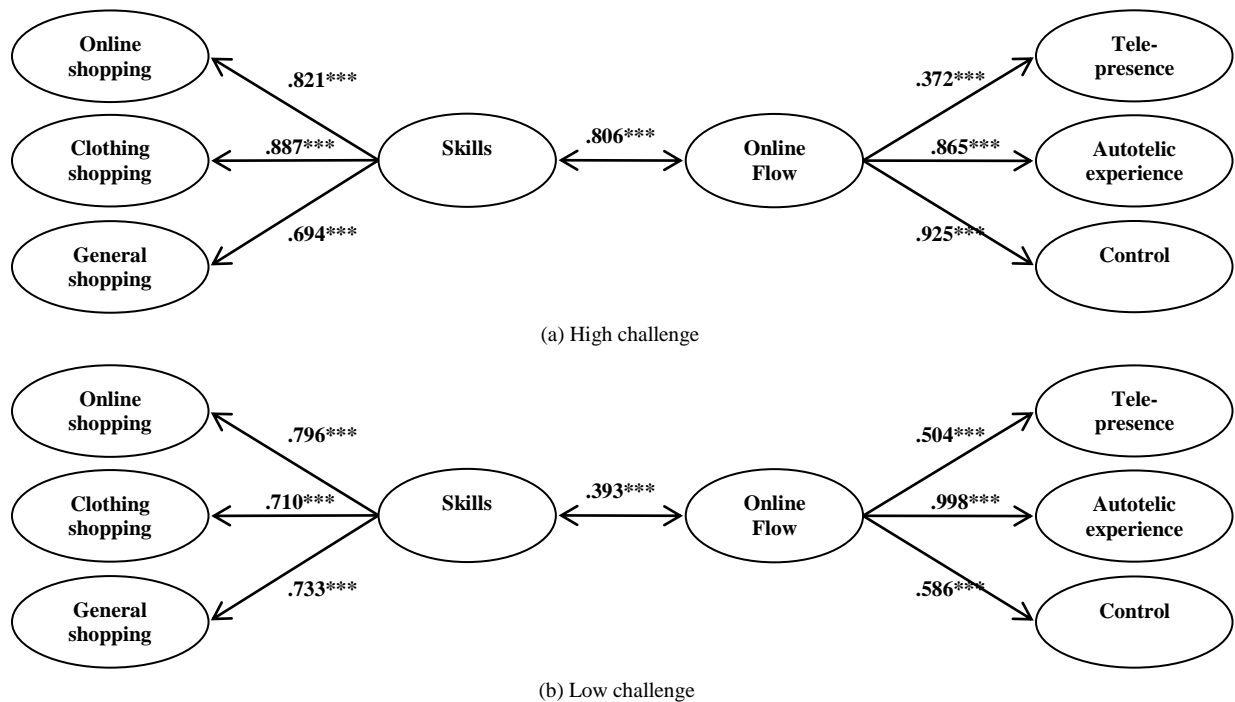 Online
shopping
Tele-
presence
.821***
.372***
Clothing
shopping
.887***
Skills
.806***
Online
Flow
.865***
Autotelic
experience
General
shopping
.694***
.925***
Control
(a) High challenge
Online
shopping
Tele-
presence
.796***
.504***
Clothing
shopping
.710***
Skills
.393***
Online
Flow
.998***
Autotelic
experience
General
shopping
.733***
.586***
Control
(b) Low challenge